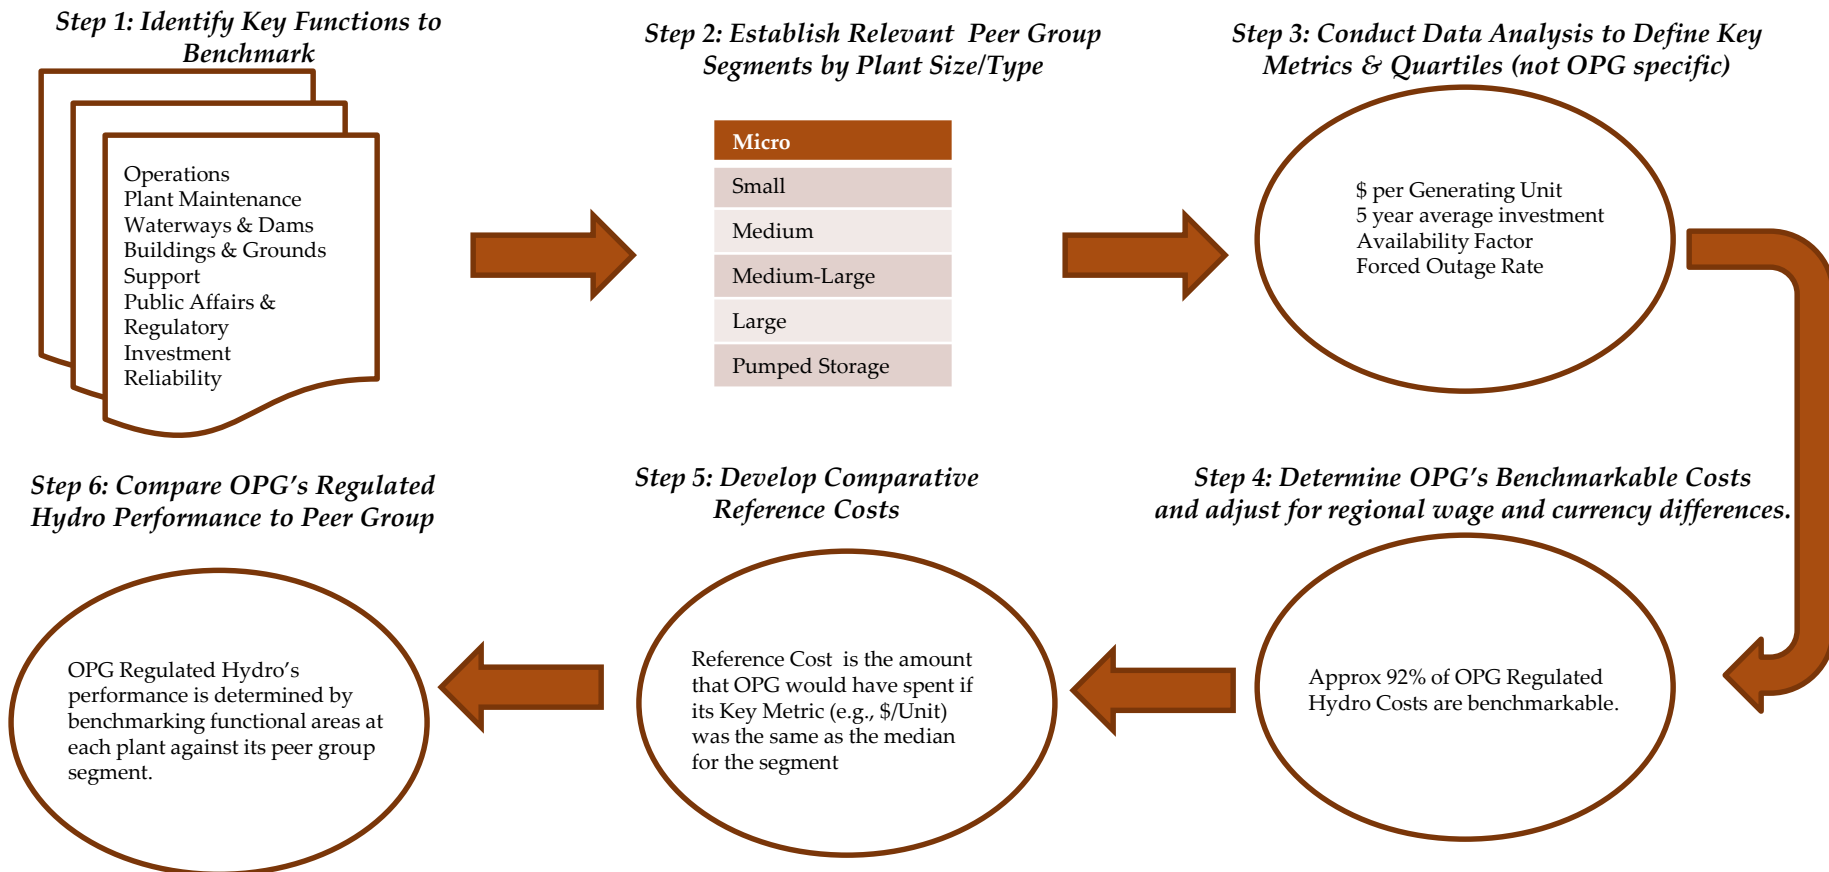 Step 1: Identify Key Functions to
Benchmark
Operations
Plant Maintenance
Waterways & Dams
Buildings & Grounds
Support
Public Affairs &
Regulatory
Investment
Reliability
Step 2: Establish Relevant Peer Group
Segments by Plant Size/Type
Micro
Small
Medium
Medium-Large
Large
Pumped Storage
Step 3: Conduct Data Analysis to Define Key
Metrics & Quartiles (not OPG specific)
$ per Generating Unit
5 year average investment
Availability Factor
Forced Outage Rate
Step 4: Determine OPG's Benchmarkable Costs
and adjust for regional wage and currency differences.
Approx 92% of OPG Regulated
Hydro Costs are benchmarkable.
Step 5: Develop Comparative
Reference Costs
Reference Cost is the amount
that OPG would have spent if
its Key Metric (e.g., $/Unit)
was the same as the median
for the segment
Step 6: Compare OPG's Regulated
Hydro Performance to Peer Group
OPG Regulated Hydro's
performance is determined by
benchmarking functional areas at
each plant against its peer group
segment.